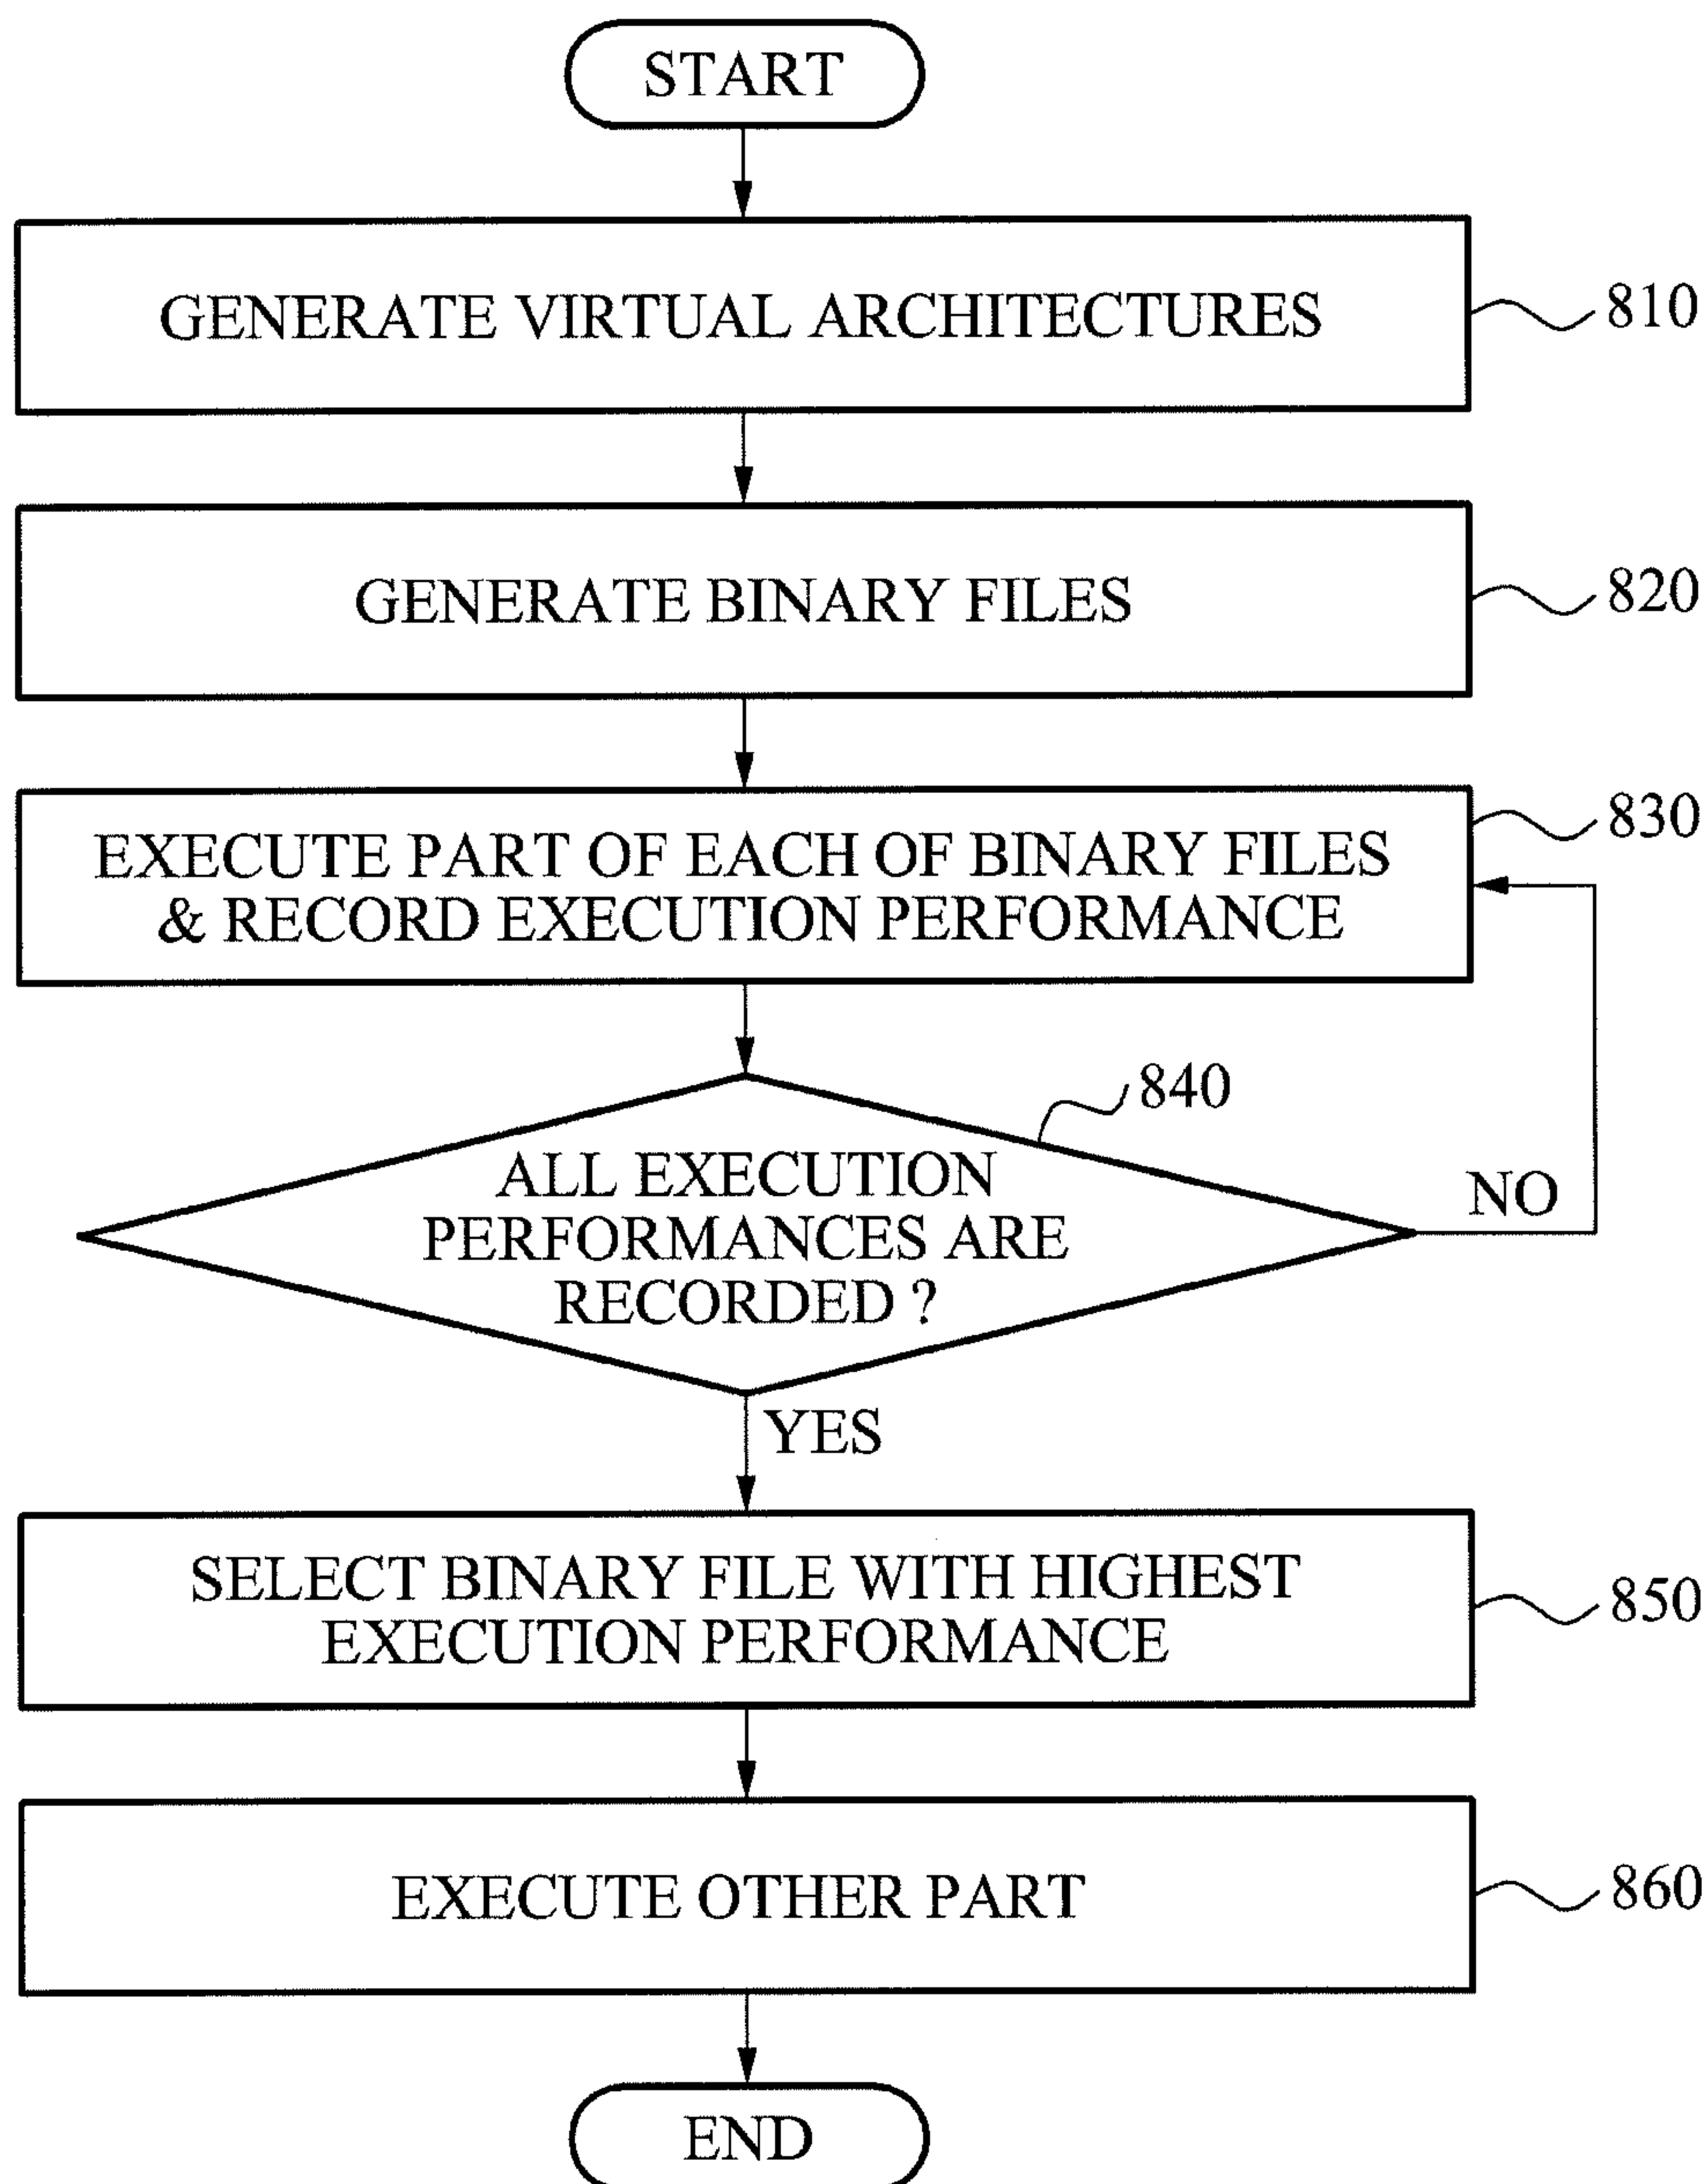 START
GENERATE VIRTUAL ARCHITECTURES
810
GENERATE BINARY FILES
820
830
EXECUTE PART OF EACH OF BINARY FILES
& RECORD EXECUTION PERFORMANCE
840
ALL EXECUTION
PERFORMANCES ARE
RECORDED ?
NO
YES
SELECT BINARY FILE WITH HIGHEST
EXECUTION PERFORMANCE
850
EXECUTE OTHER PART
860
END